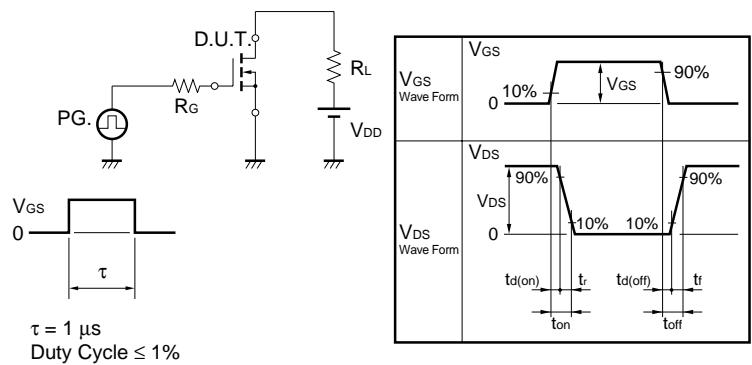 D.U.T.
RL
RG
PG.
VDD
VGS
0
τ
τ = 1 μs
Duty Cycle ≤ 1%
VGS
Wave Form
VGS
10%
0
VGS
90%
VDS
Wave Form
VDS
90%
90%
VDS
10%
10%
0
td(on)
tr
td(off)
tf
ton
toff